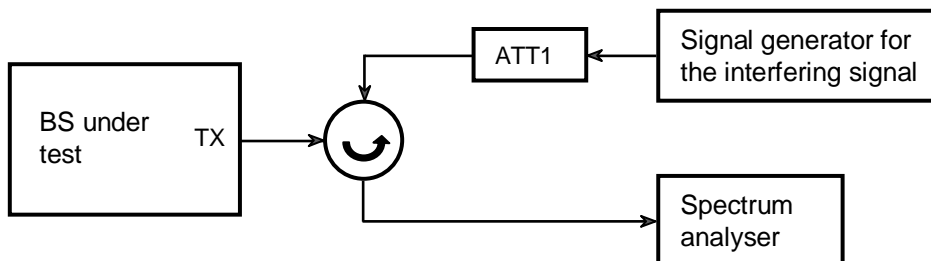 BS under
test
TX
ATT1
Signal generator for
the interfering signal
Spectrum
analyser